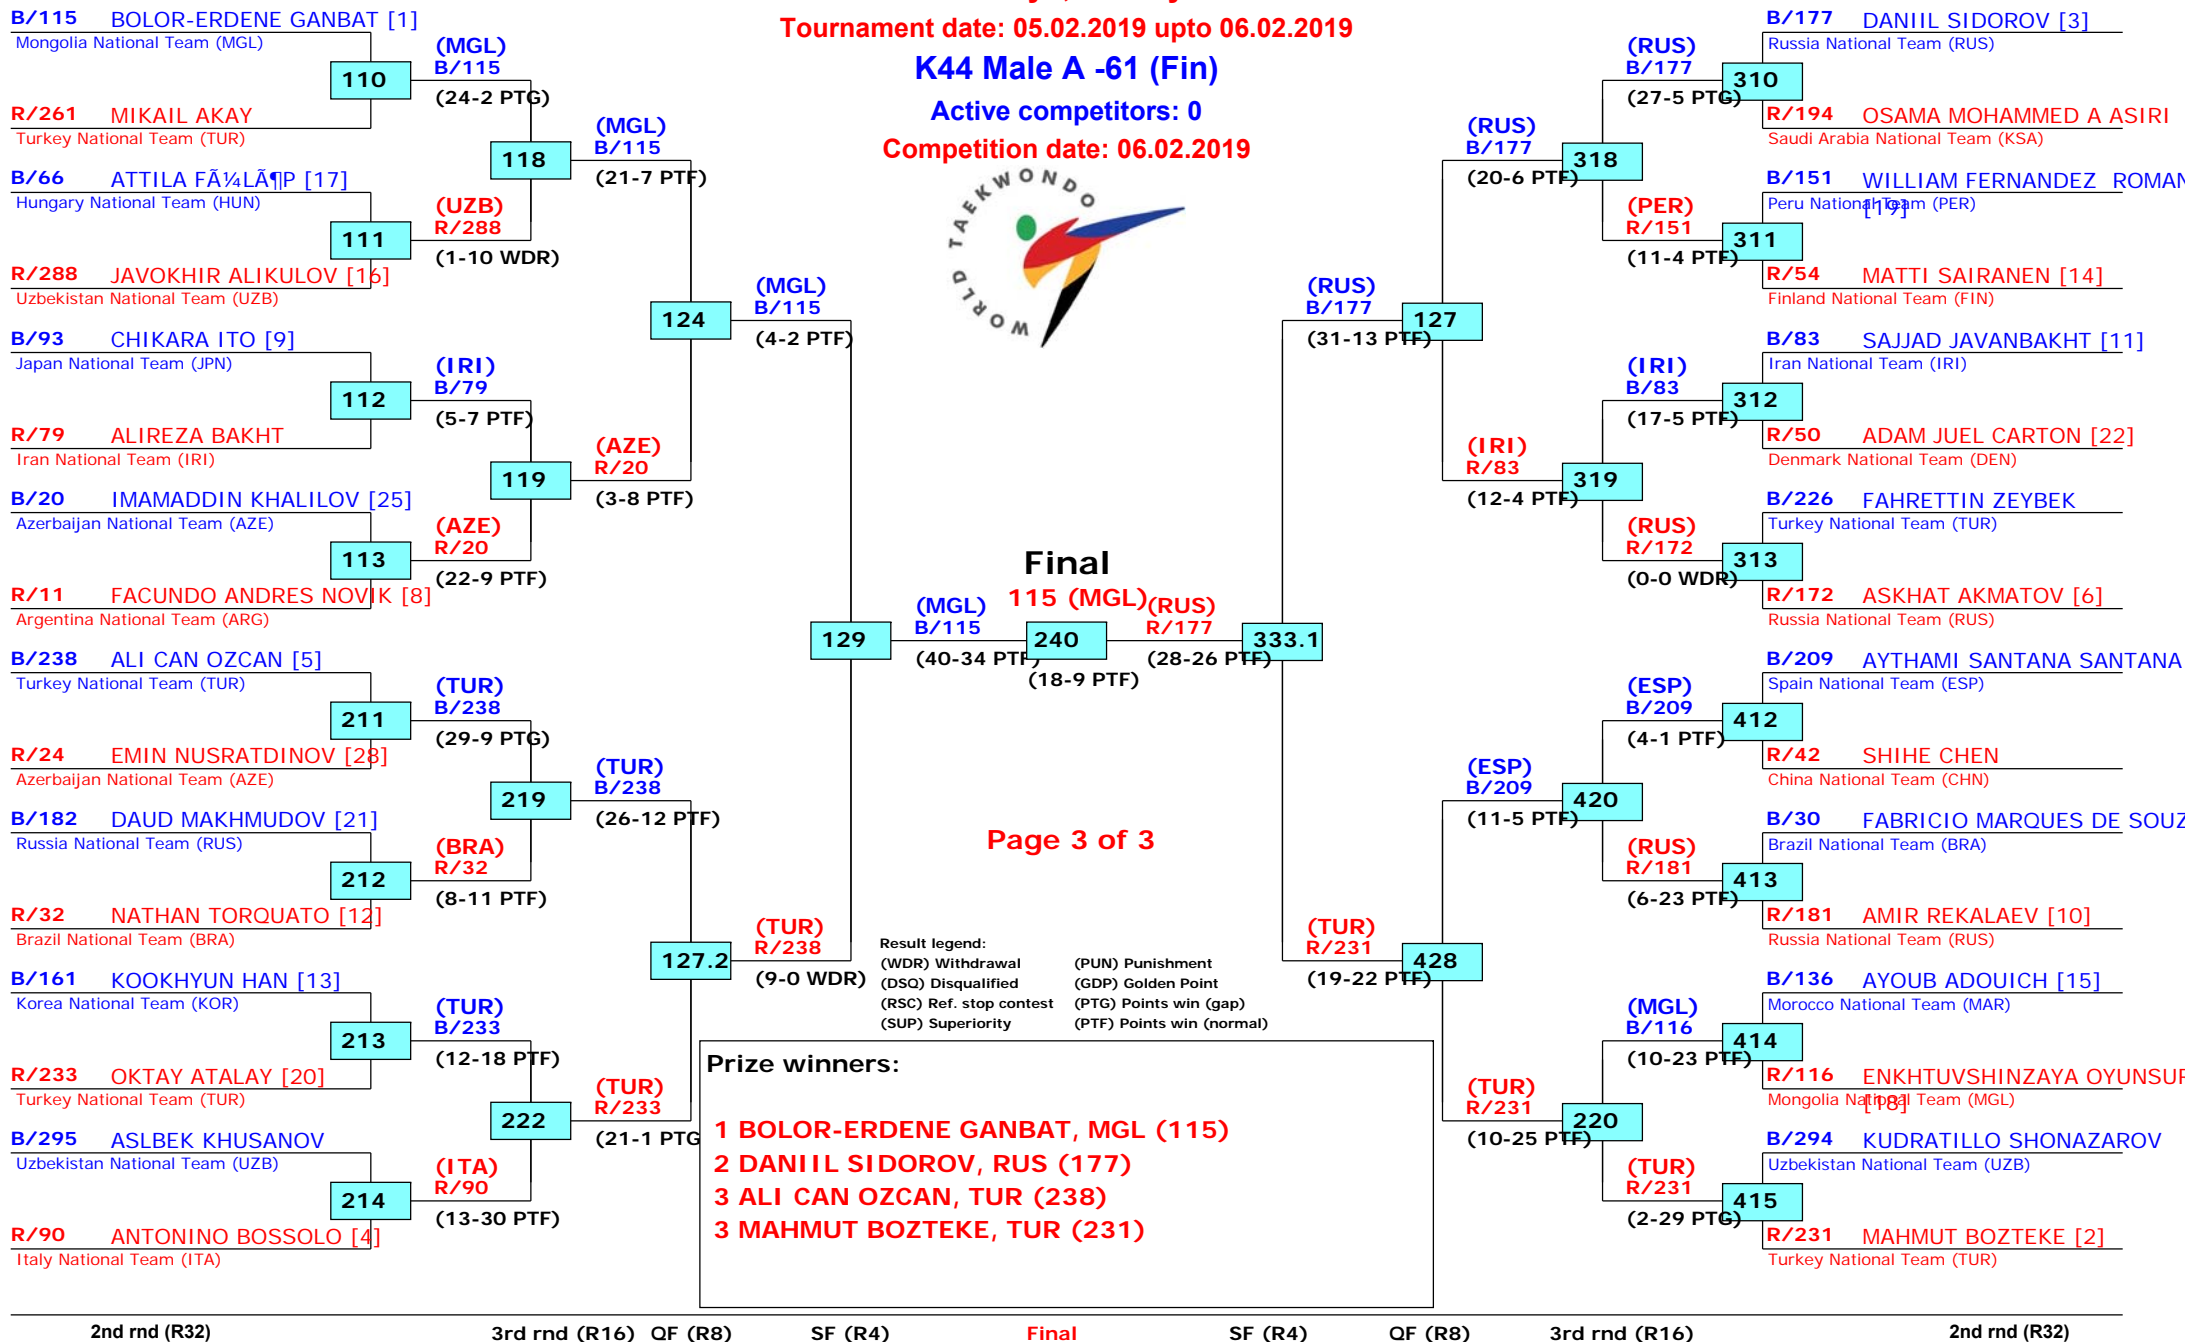 Tournament date: 05.02.2019 upto 06.02.2019
K44 Male A -61 (Fin)
Active competitors: 0
Competition date: 06.02.2019
WORLD TAEKWONDO
B/115 BOLOR-ERDENE GANBAT [1]
Mongolia National Team (MGL)
110
R/261 MIKAIL AKAY
Turkey National Team (TUR)
B/66 ATTILA FÃ¼LÃ¶P [17]
Hungary National Team (HUN)
111
R/288 JAVOKHIR ALIKULOV [16]
Uzbekistan National Team (UZB)
B/93 CHIKARA ITO [9]
Japan National Team (JPN)
112
R/79 ALIREZA BAKHT
Iran National Team (IRI)
B/20 IMAMADDIN KHALILOV [25]
Azerbaijan National Team (AZE)
113
R/11 FACUNDO ANDRES NOVIK [8]
Argentina National Team (ARG)
B/238 ALI CAN OZCAN [5]
Turkey National Team (TUR)
211
R/24 EMIN NUSRATDINOV [28]
Azerbaijan National Team (AZE)
B/182 DAUD MAKHMUDOV [21]
Russia National Team (RUS)
212
R/32 NATHAN TORQUATO [12]
Brazil National Team (BRA)
B/161 KOOKHYUN HAN [13]
Korea National Team (KOR)
213
R/233 OKTAY ATALAY [20]
Turkey National Team (TUR)
B/295 ASLBEK KHUSANOV
Uzbekistan National Team (UZB)
214
R/90 ANTONINO BOSSOLO [4]
Italy National Team (ITA)
(MGL)
B/115
(24-2 PTG)
118
(UZB)
R/288
(1-10 WDR)
(IRI)
B/79
(5-7 PTF)
119
(AZE)
R/20
(22-9 PTF)
(TUR)
B/238
(29-9 PTG)
219
(BRA)
R/32
(8-11 PTF)
(TUR)
B/233
(12-18 PTF)
222
(ITA)
R/90
(13-30 PTF)
(MGL)
B/115
(21-7 PTF)
124
(AZE)
R/20
(3-8 PTF)
(TUR)
B/238
(26-12 PTF)
127.2
(TUR)
R/233
(21-1 PTG
(MGL)
B/115
(4-2 PTF)
129
(TUR)
R/238
(9-0 WDR)
(MGL)
B/115
(40-34 PTF)
Final
115 (MGL)
240
(18-9 PTF)
(RUS)
R/177
(28-26 PTF)
333.1
(RUS)
B/177
(31-13 PTF)
127
(TUR)
R/231
(19-22 PTF)
428
(RUS)
B/177
(20-6 PTF)
318
(IRI)
R/83
(12-4 PTF)
319
(ESP)
B/209
(11-5 PTF)
420
(TUR)
R/231
(10-25 PTF)
220
(RUS)
B/177
(27-5 PTG)
310
(PER)
R/151
(11-4 PTF)
311
(IRI)
B/83
(17-5 PTF)
312
(RUS)
R/172
(0-0 WDR)
313
(ESP)
B/209
(4-1 PTF)
412
(RUS)
R/181
(6-23 PTF)
413
(MGL)
B/116
(10-23 PTF)
414
(TUR)
R/231
(2-29 PTG)
415
B/177 DANIIL SIDOROV [3]
Russia National Team (RUS)
R/194 OSAMA MOHAMMED A ASIRI
Saudi Arabia National Team (KSA)
B/151 WILLIAM FERNANDEZ ROMAN
[19]
Peru National Team (PER)
R/54 MATTI SAIRANEN [14]
Finland National Team (FIN)
B/83 SAJJAD JAVANBAKHT [11]
Iran National Team (IRI)
R/50 ADAM JUEL CARTON [22]
Denmark National Team (DEN)
B/226 FAHRETTIN ZEYBEK
Turkey National Team (TUR)
R/172 ASKHAT AKMATOV [6]
Russia National Team (RUS)
B/209 AYTHAMI SANTANA SANTANA
Spain National Team (ESP)
R/42 SHIHE CHEN
China National Team (CHN)
B/30 FABRICIO MARQUES DE SOUZ
Brazil National Team (BRA)
R/181 AMIR REKALAEV [10]
Russia National Team (RUS)
B/136 AYOUB ADOUICH [15]
Morocco National Team (MAR)
R/116 ENKHTUVSHINZAYA OYUNSUR
[18]
Mongolia National Team (MGL)
B/294 KUDRATILLO SHONAZAROV
Uzbekistan National Team (UZB)
R/231 MAHMUT BOZTEKE [2]
Turkey National Team (TUR)
Page 3 of 3
Result legend:
(WDR) Withdrawal (PUN) Punishment
(DSQ) Disqualified (GDP) Golden Point
(RSC) Ref. stop contest (PTG) Points win (gap)
(SUP) Superiority (PTF) Points win (normal)
Prize winners:
1 BOLOR-ERDENE GANBAT, MGL (115)
2 DANIIL SIDOROV, RUS (177)
3 ALI CAN OZCAN, TUR (238)
3 MAHMUT BOZTEKE, TUR (231)
2nd rnd (R32) 3rd rnd (R16) QF (R8) SF (R4) Final SF (R4) QF (R8) 3rd rnd (R16) 2nd rnd (R32)